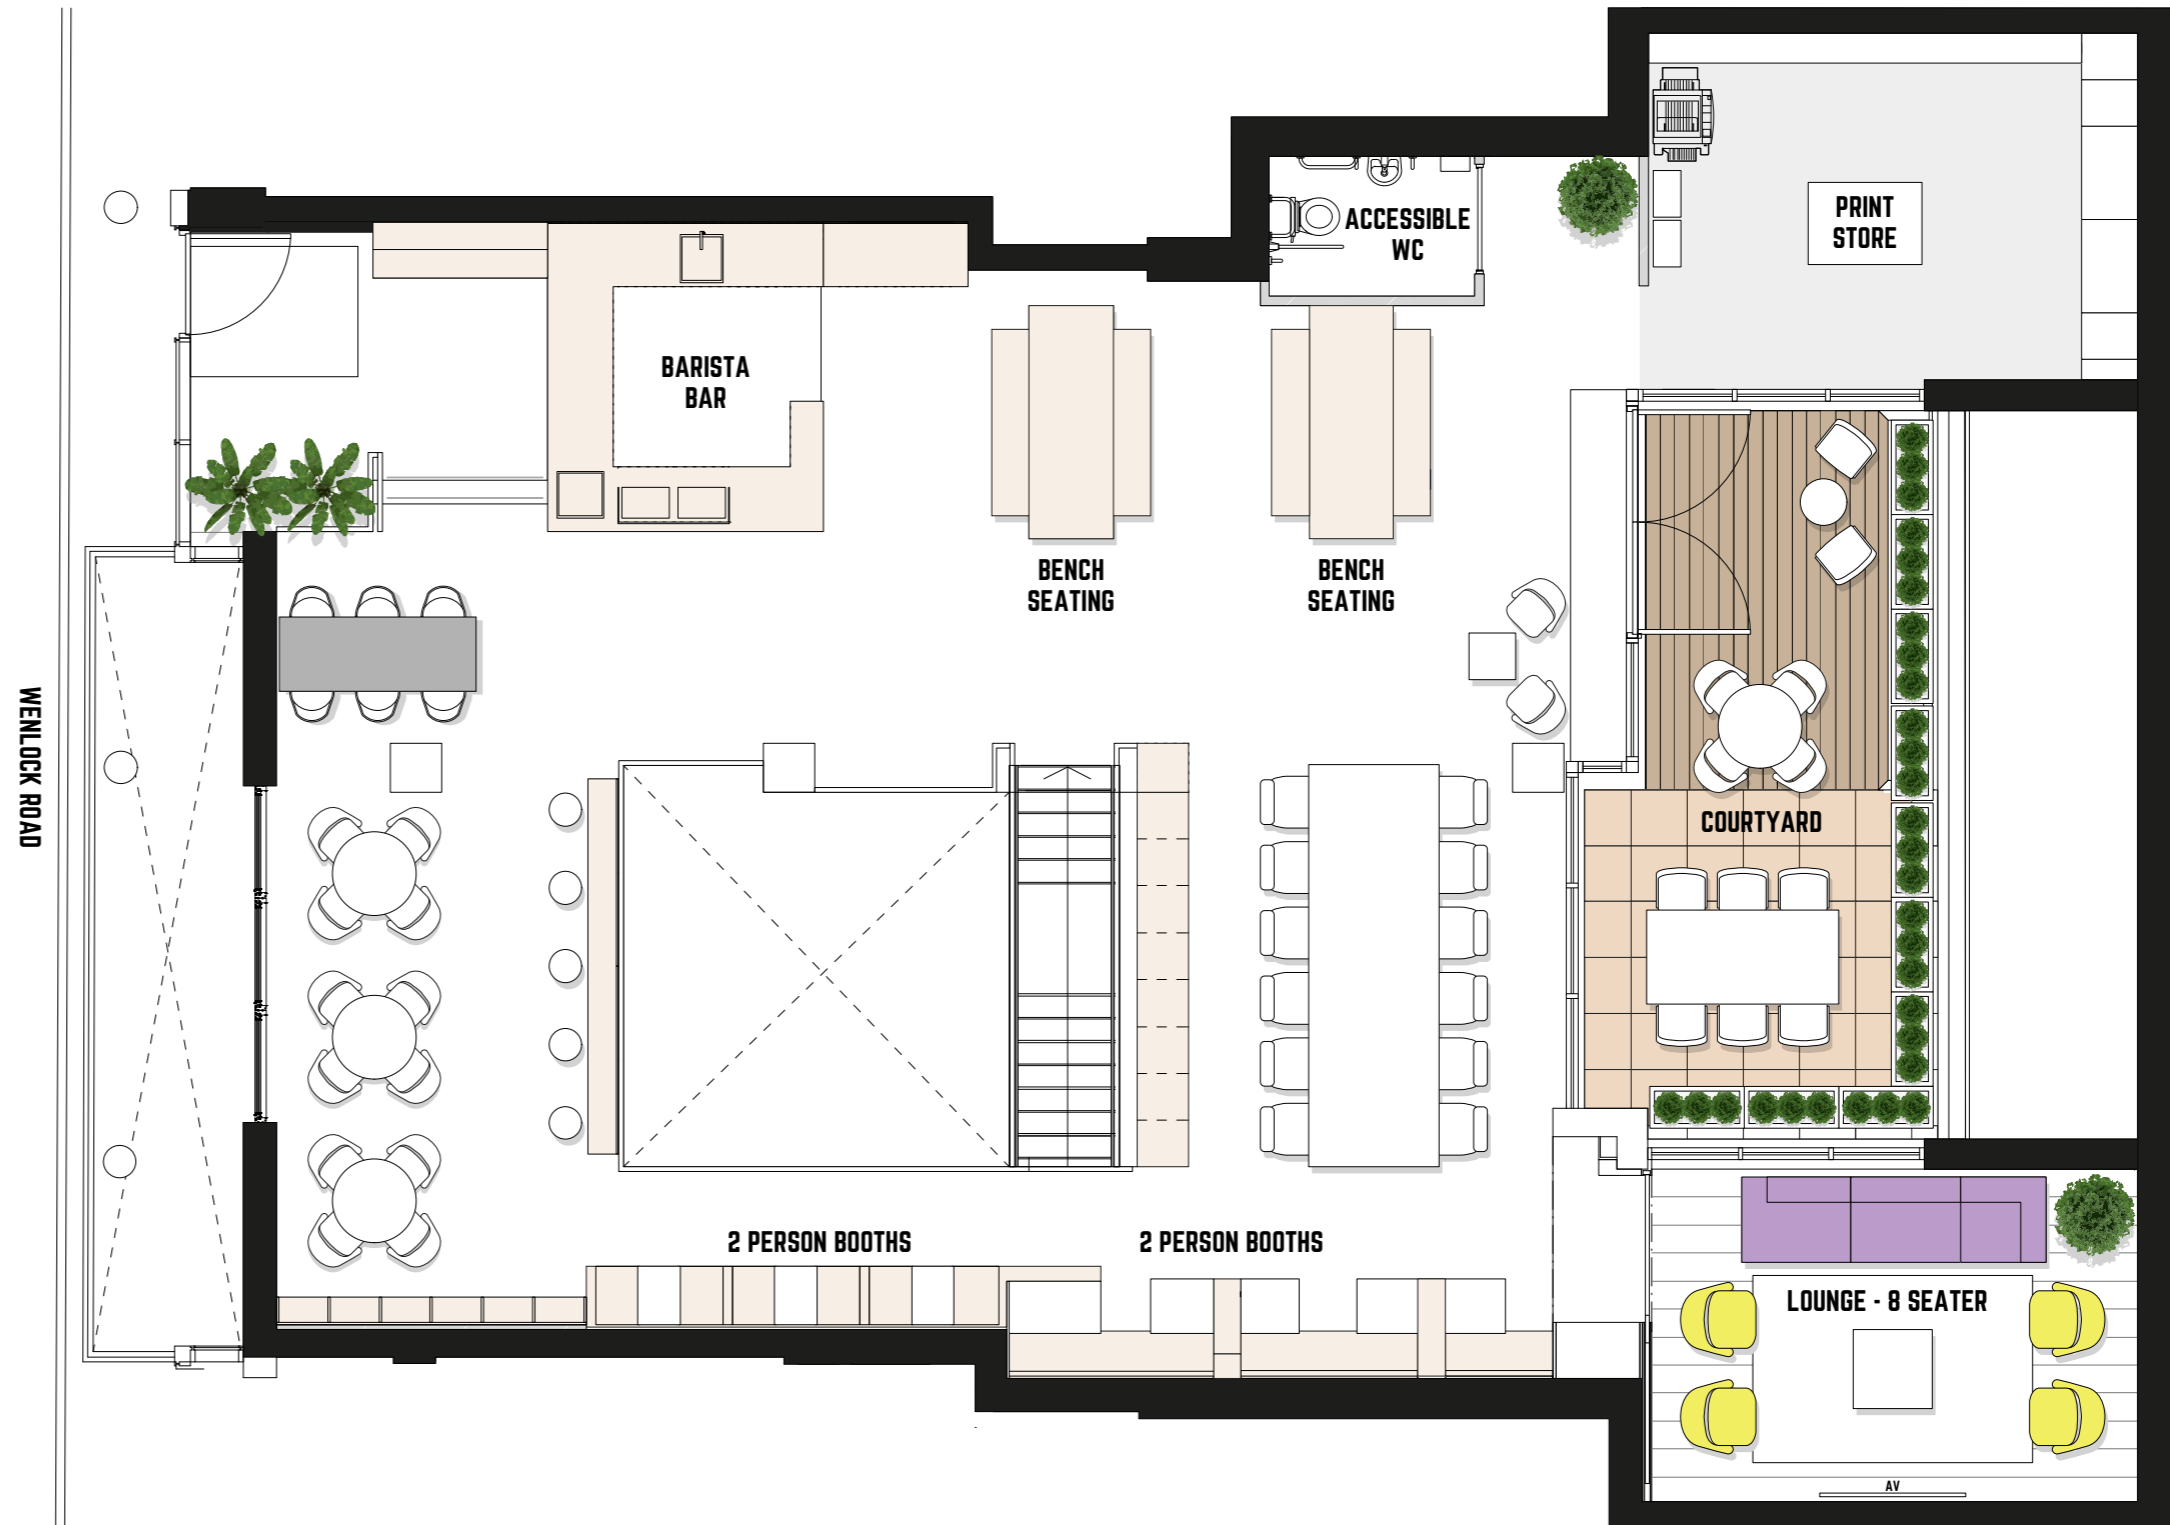 PRINT
STORE
ACCESSIBLE
WC
BARISTA
BAR
BENCH
SEATING
BENCH
SEATING
WENLOCK ROAD
COURTYARD
2 PERSON BOOTHS
2 PERSON BOOTHS
LOUNGE - 8 SEATER
AV